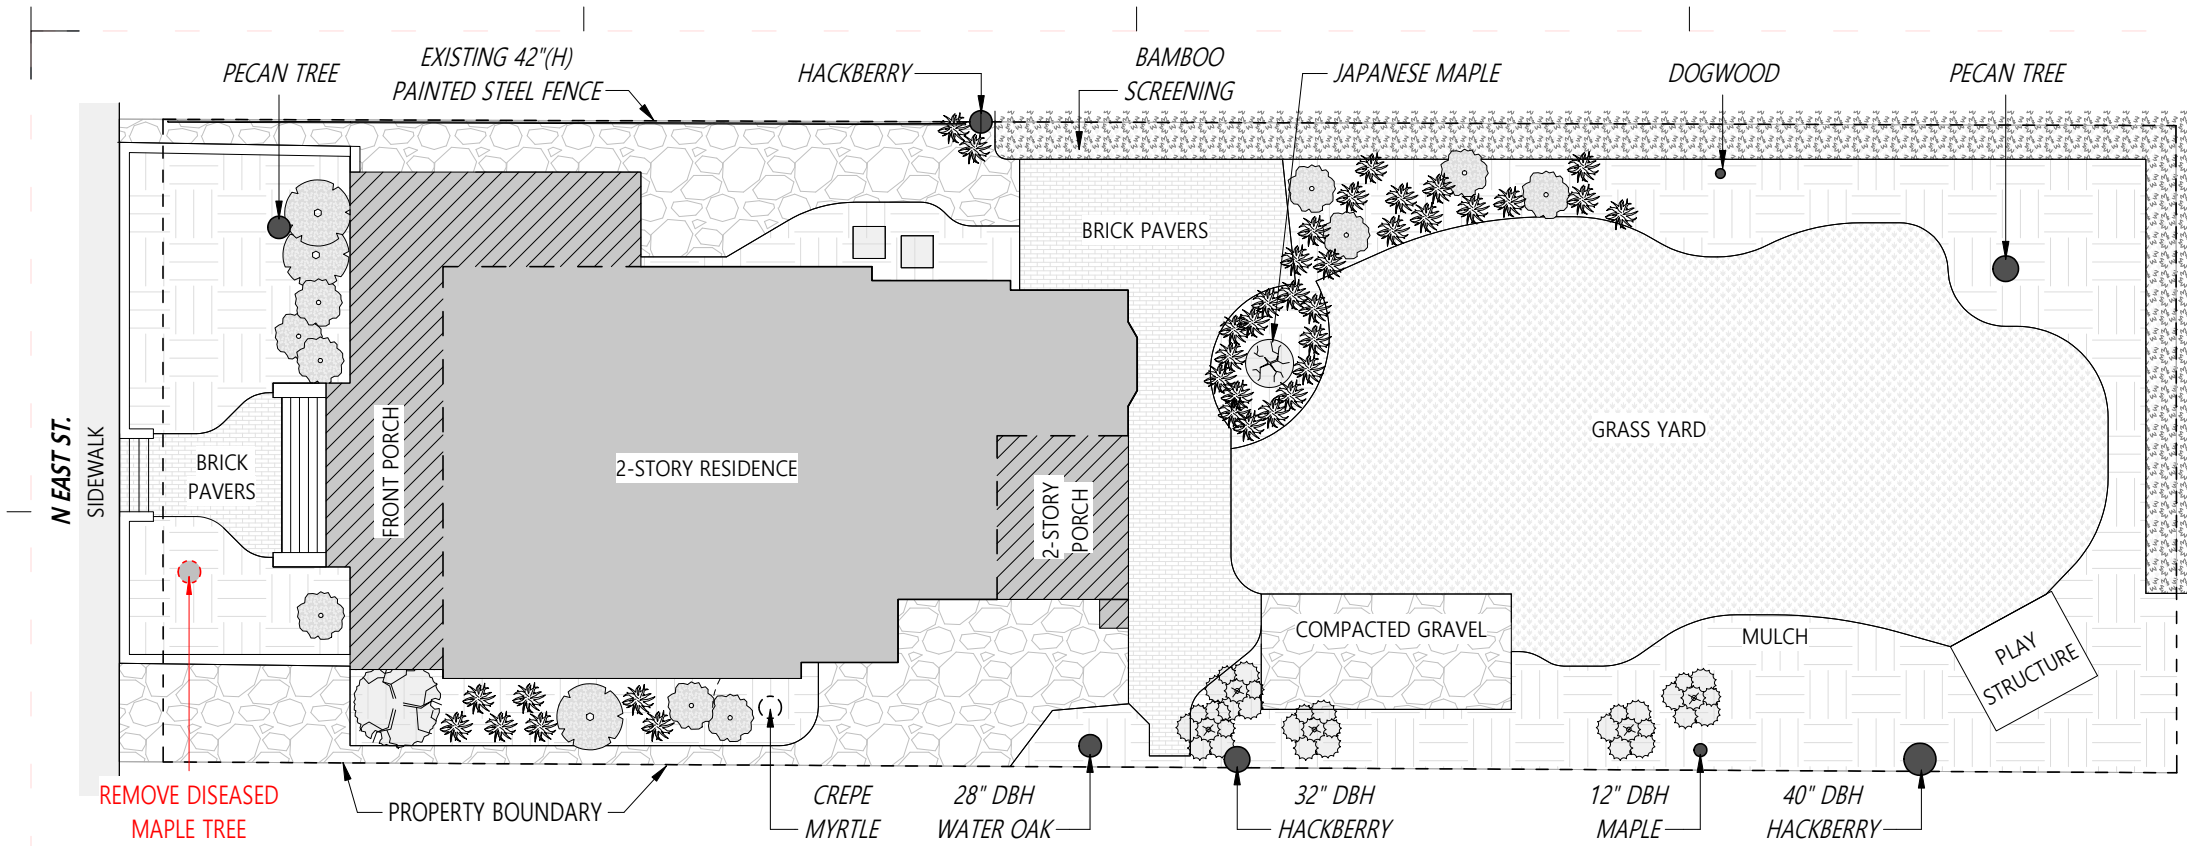 EXISTING 42"(H)
PAINTED STEEL FENCE
PECAN TREE
HACKBERRY
BAMBOO
SCREENING
JAPANESE MAPLE
DOGWOOD
PECAN TREE
BRICK PAVERS
N EAST ST.
SIDEWALK
BRICK
PAVERS
FRONT PORCH
2-STORY RESIDENCE
2-STORY
PORCH
GRASS YARD
COMPACTED GRAVEL
MULCH
PLAY
STRUCTURE
REMOVE DISEASED
MAPLE TREE
PROPERTY BOUNDARY
CREPE
MYRTLE
28" DBH
WATER OAK
32" DBH
HACKBERRY
12" DBH
MAPLE
40" DBH
HACKBERRY